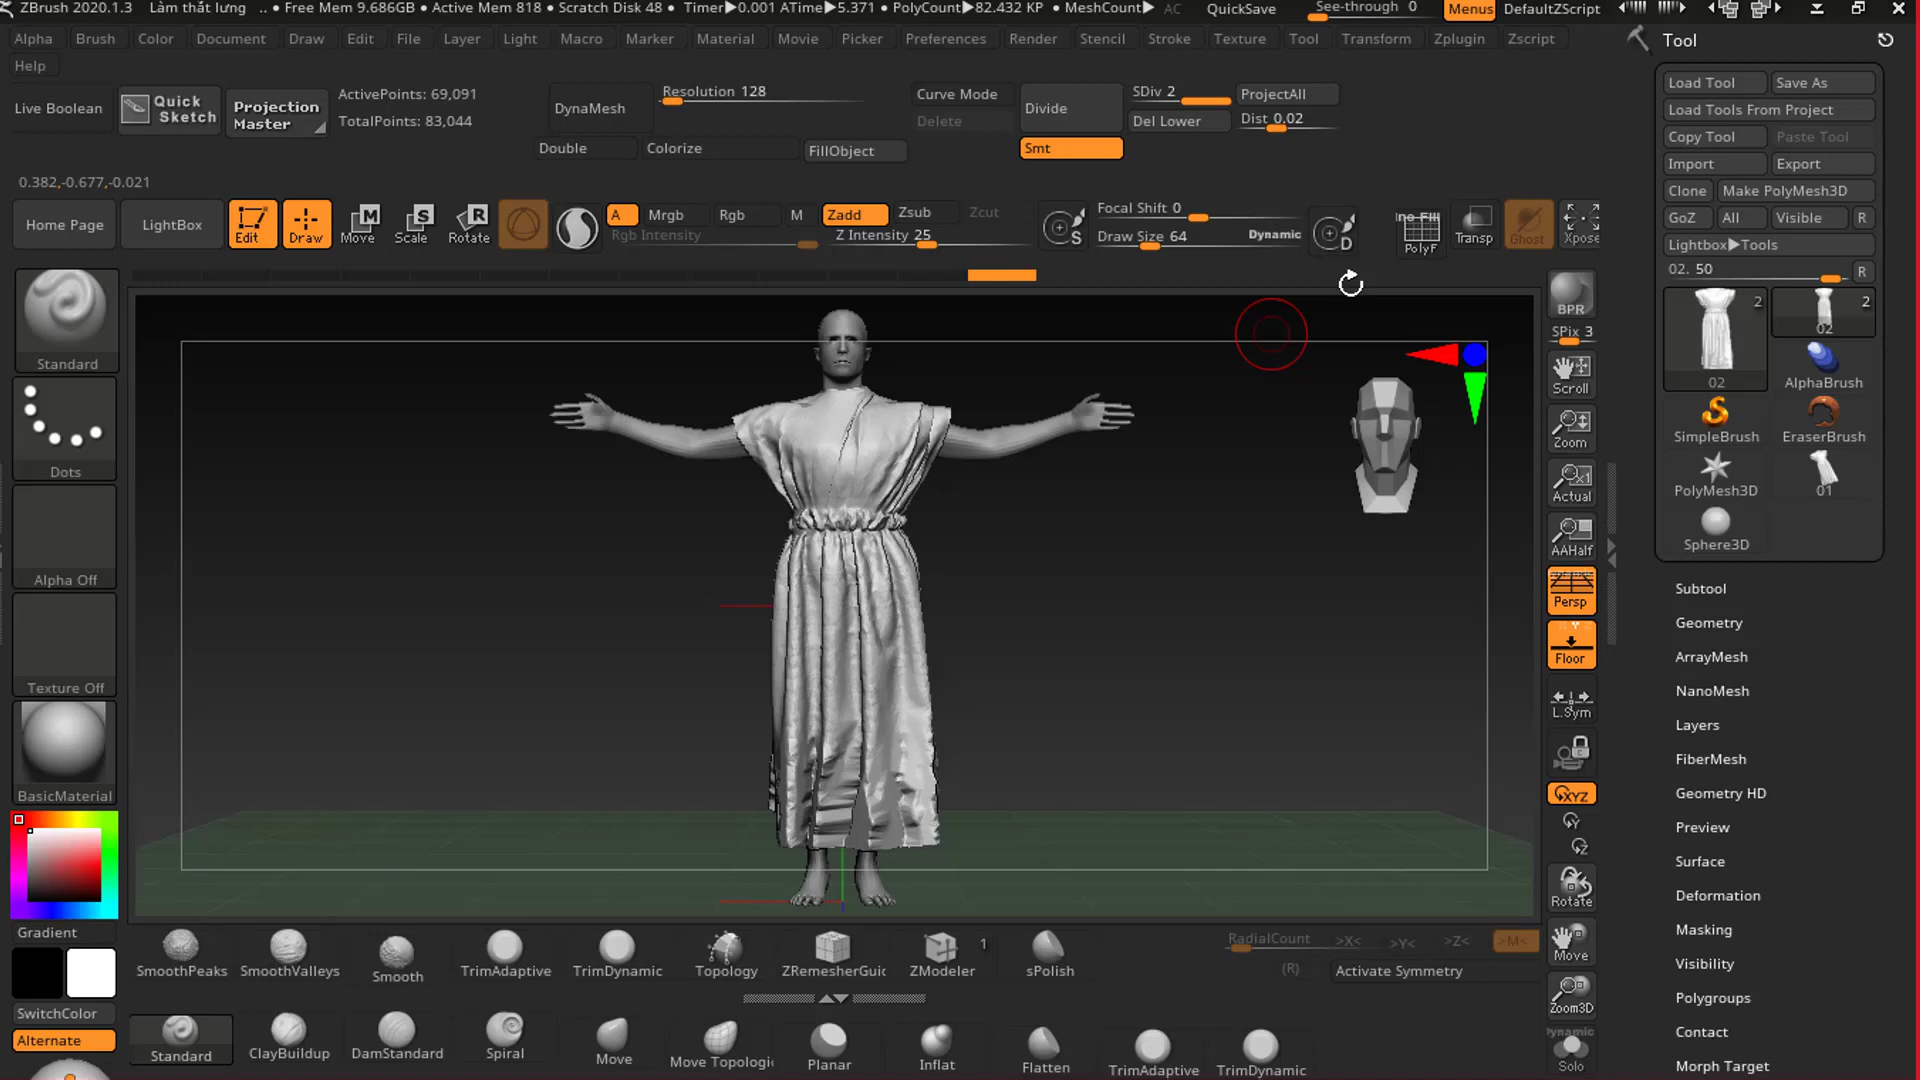 ZBrush 2020.1.3 Làm thắt lưng .. • Free Mem 9.686GB • Active Mem 818 • Scratch Disk 48 • Timer▶0.001 ATime▶5.371 • PolyCount▶82.432 KP • MeshCount▶ AC QuickSave See-through 0 Menus DefaultZScript
Alpha Brush Color Document Draw Edit File Layer Light Macro Marker Material Movie Picker Preferences Render Stencil Stroke Texture Tool Transform Zplugin Zscript
Help
Live Boolean
Quick Sketch
Projection Master
ActivePoints: 69,091
TotalPoints: 83,044
DynaMesh
Resolution 128
Double
Colorize
FillObject
Curve Mode
Delete
Divide
Smt
SDiv 2
Del Lower
ProjectAll
Dist 0.02
0.382,-0.677,-0.021
Home Page
LightBox
Edit
Draw
M
Move
S
Scale
R
Rotate
A
Mrgb
Rgb
M
Rgb Intensity
Zadd
Zsub
Zcut
Z Intensity 25
S
Focal Shift 0
Draw Size 64
Dynamic
D
PolyF
Transp
Ghost
Xpose
Standard
Dots
Alpha Off
Texture Off
BasicMaterial
Gradient
SwitchColor
Alternate
BPR
SPix 3
Scroll
Zoom
Actual
AAHalf
Persp
Floor
L.Sym
XYZ
Y
Z
Rotate
Move
Zoom3D
Dynamic
Solo
SmoothPeaks
SmoothValleys
Smooth
TrimAdaptive
TrimDynamic
Topology
ZRemesherGuid
1
ZModeler
sPolish
RadialCount
>X<
>Y<
>Z<
>M<
(R)
Activate Symmetry
Standard
ClayBuildup
DamStandard
Spiral
Move
Move Topologic
Planar
Inflat
Flatten
TrimAdaptive
TrimDynamic
Tool
Load Tool
Save As
Load Tools From Project
Copy Tool
Paste Tool
Import
Export
Clone
Make PolyMesh3D
GoZ
All
Visible
R
Lightbox▶Tools
02. 50
R
2
02
2
02
AlphaBrush
SimpleBrush
EraserBrush
PolyMesh3D
01
Sphere3D
Subtool
Geometry
ArrayMesh
NanoMesh
Layers
FiberMesh
Geometry HD
Preview
Surface
Deformation
Masking
Visibility
Polygroups
Contact
Morph Target